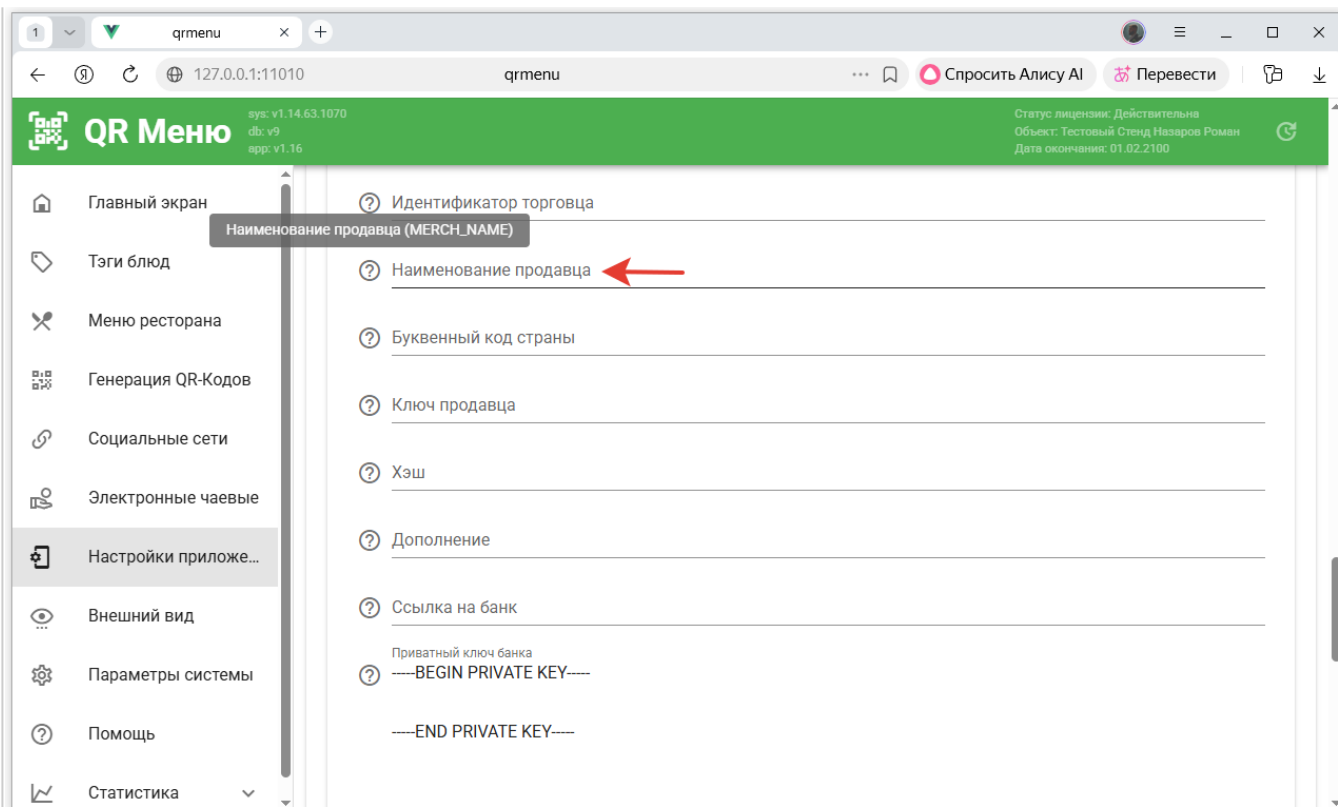 1
qrmenu
127.0.0.1:11010
qrmenu
Спросить Алису AI
Перевести
QR Меню
sys: v1.14.63.1070
db: v9
app: v1.16
Статус лицензии: Действительна
Объект: Тестовый Стенд Назаров Роман
Дата окончания: 01.02.2100
Главный экран
Тэги блюд
Меню ресторана
Генерация QR-Кодов
Социальные сети
Электронные чаевые
Настройки приложе...
Внешний вид
Параметры системы
Помощь
Статистика
Идентификатор торговца
Наименование продавца (MERCH_NAME)
Наименование продавца
Буквенный код страны
Ключ продавца
Хэш
Дополнение
Ссылка на банк
Приватный ключ банка
-----BEGIN PRIVATE KEY-----
-----END PRIVATE KEY-----